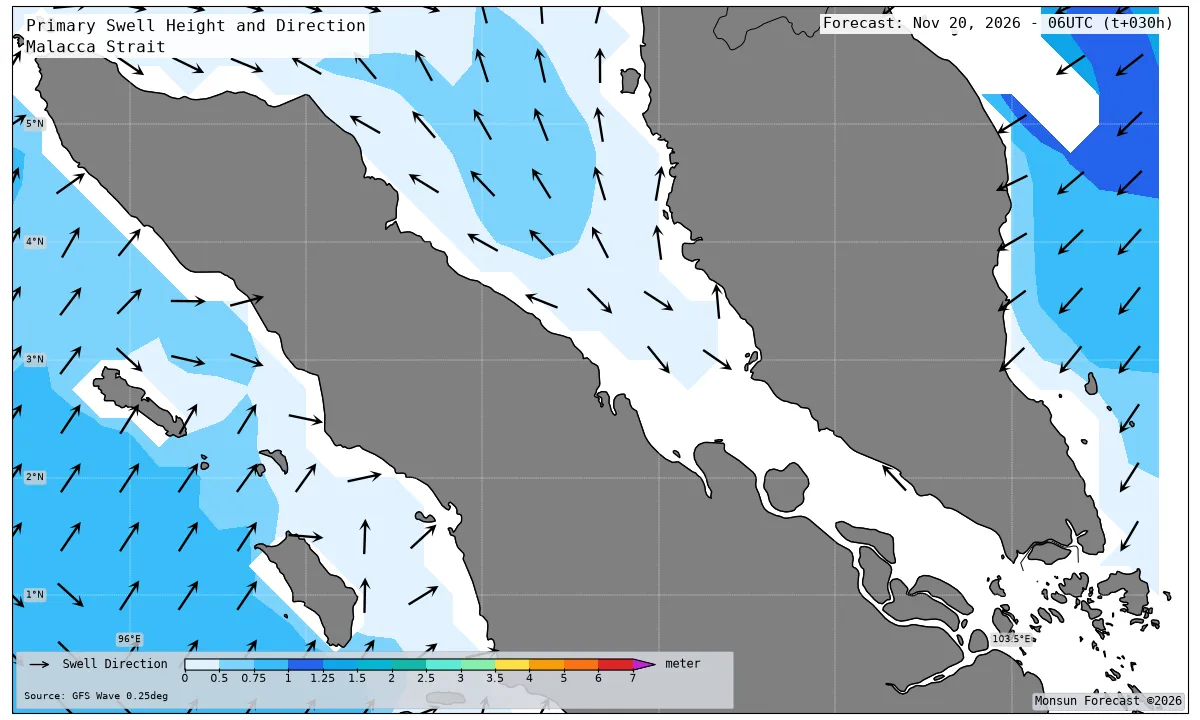 Primary Swell Height and Direction
Malacca Strait
Forecast: Nov 20, 2026 - 06UTC (t+030h)
5°N
4°N
3°N
2°N
1°N
96°E
103.5°E
Swell Direction
0 0.5 0.75 1 1.25 1.5 2 2.5 3 3.5 4 5 6 7
meter
Source: GFS Wave 0.25deg
Monsun Forecast ©2026